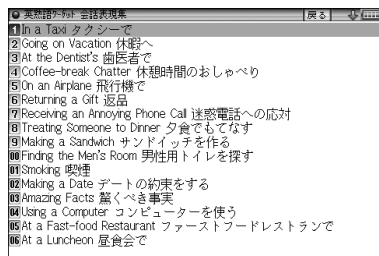 英熟語ターゲット 会話表現集 戻る
1 In a Taxi タクシーで
2 Going on Vacation 休暇へ
3 At the Dentist's 歯医者で
4 Coffee-break Chatter 休憩時間のおしゃべり
5 On an Airplane 飛行機で
6 Returning a Gift 返品
7 Receiving an Annoying Phone Call 迷惑電話への応対
8 Treating Someone to Dinner 夕食でもてなす
9 Making a Sandwich サンドイッチを作る
00 Finding the Men's Room 男性用トイレを探す
01 Smoking 喫煙
02 Making a Date デートの約束をする
03 Amazing Facts 驚くべき事実
04 Using a Computer コンピューターを使う
05 At a Fast-food Restaurant ファーストフードレストランで
06 At a Luncheon 昼食会で